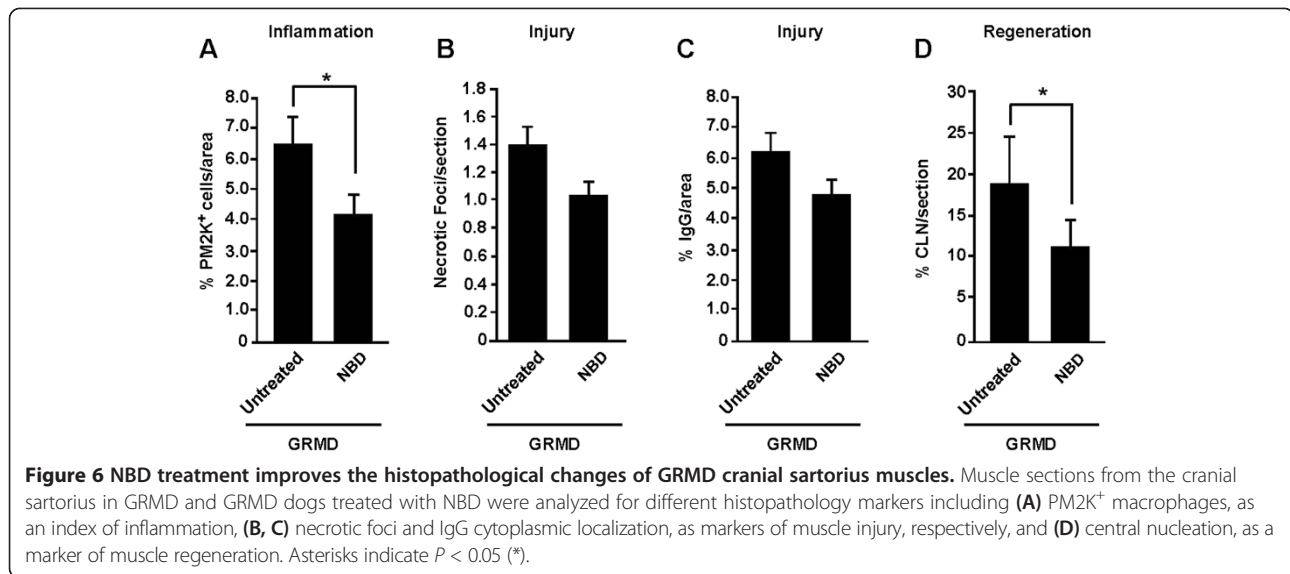 Inflammation
Injury
Injury
Regeneration
A
B
C
D
*
*
% PM2K+ cells/area
8.0
7.0
6.0
5.0
4.0
3.0
2.0
1.0
0
Untreated
NBD
GRMD
Necrotic Foci/section
1.8
1.6
1.4
1.2
1.0
0.8
0.6
0.4
0.2
0
Untreated
NBD
GRMD
% IgG/area
8.0
7.0
6.0
5.0
4.0
3.0
2.0
1.0
0
Untreated
NBD
GRMD
% CLN/section
30
25
20
15
10
5
0
Untreated
NBD
GRMD
Figure 6 NBD treatment improves the histopathological changes of GRMD cranial sartorius muscles. Muscle sections from the cranial
sartorius in GRMD and GRMD dogs treated with NBD were analyzed for different histopathology markers including (A) PM2K+ macrophages, as
an index of inflammation, (B, C) necrotic foci and IgG cytoplasmic localization, as markers of muscle injury, respectively, and (D) central nucleation, as a
marker of muscle regeneration. Asterisks indicate P < 0.05 (*).